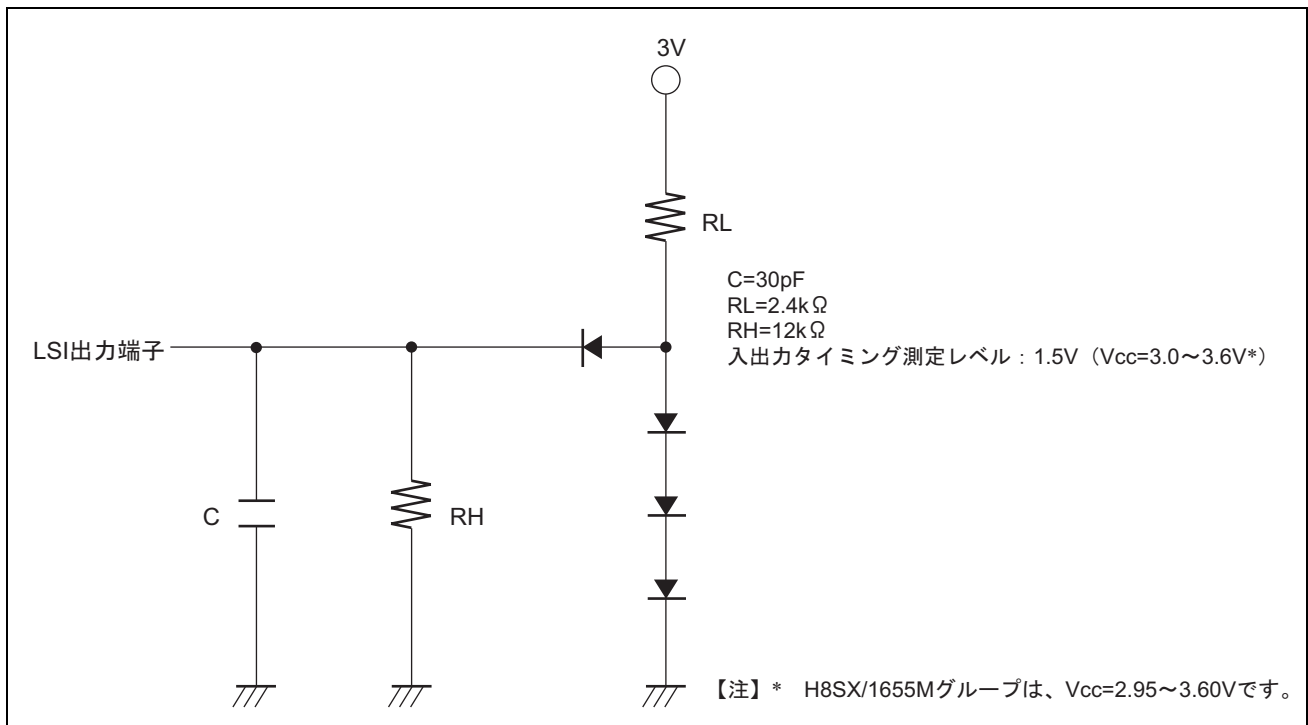 3V
RL
C=30pF
RL=2.4kΩ
RH=12kΩ
入出力タイミング測定レベル：1.5V（Vcc=3.0～3.6V*）
LSI出力端子
C
RH
【注】* H8SX/1655Mグループは、Vcc=2.95～3.60Vです。